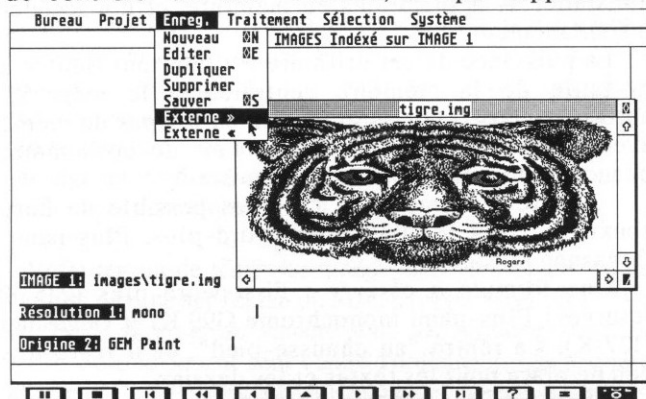 Bureau Projet Enreg. Traitement Sélection Système
Nouveau ⌧N
Editer ⌧E
Dupliquer
Supprimer
Sauver ⌧S
Externe »
Externe «
IMAGES Indéxé sur IMAGE 1
tigre.img
Rogers
IMAGE 1: images\tigre.img
Résolution 1: mono
Origine 2: GEM Paint